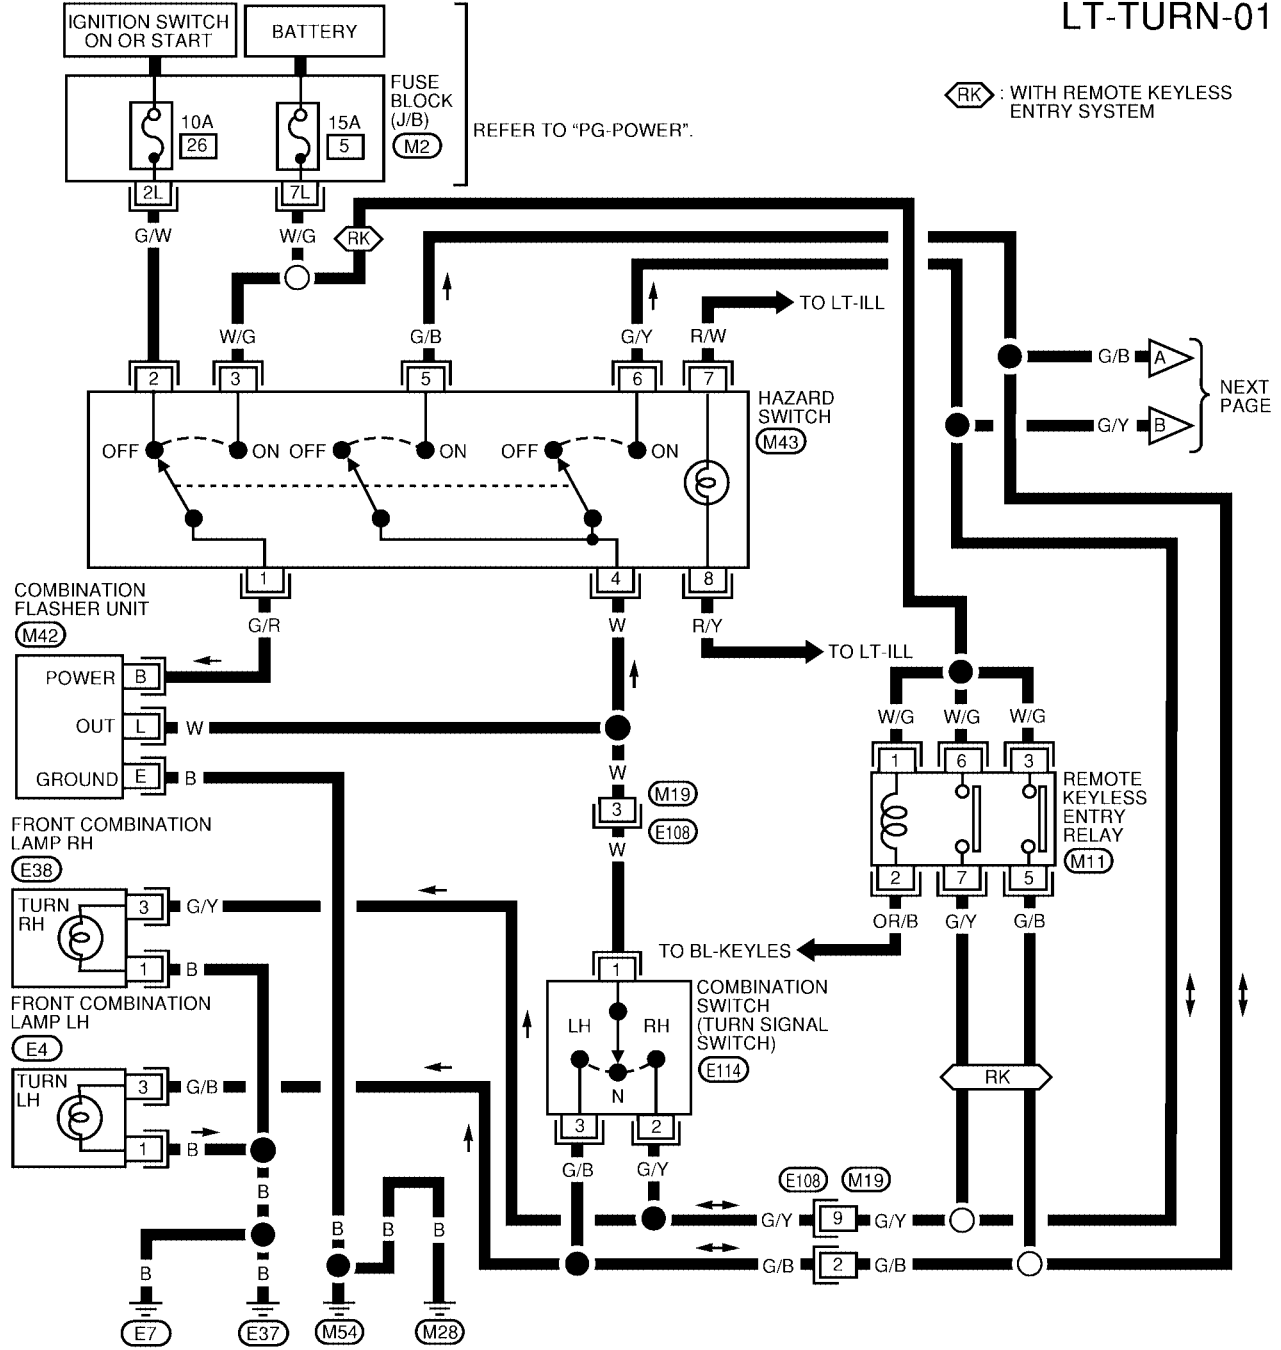 LT-TURN-01
IGNITION SWITCH
ON OR START
BATTERY
RK : WITH REMOTE KEYLESS
ENTRY SYSTEM
FUSE
BLOCK
(J/B)
M2
10A
26
15A
5
REFER TO “PG-POWER”.
2L
7L
G/W
W/G
RK
TO LT-ILL
W/G
G/B
G/Y
R/W
2
3
5
6
7
G/B
A
G/Y
B
NEXT
PAGE
HAZARD
SWITCH
M43
OFF
ON
OFF
ON
OFF
ON
1
4
8
COMBINATION
FLASHER UNIT
M42
G/R
W
R/Y
TO LT-ILL
POWER
B
OUT
L
W
GROUND
E
B
W
3
M19
E108
W
W/G
W/G
W/G
1
6
3
REMOTE
KEYLESS
ENTRY
RELAY
M11
2
7
5
OR/B
G/Y
G/B
TO BL-KEYLES
FRONT COMBINATION
LAMP RH
E38
TURN
RH
3
G/Y
1
B
FRONT COMBINATION
LAMP LH
E4
TURN
LH
3
G/B
1
B
1
COMBINATION
SWITCH
(TURN SIGNAL
SWITCH)
E114
LH
RH
N
3
2
G/B
G/Y
RK
E108
M19
G/Y
9
G/Y
G/B
2
G/B
B
B
B
B
B
B
E7
E37
M54
M28